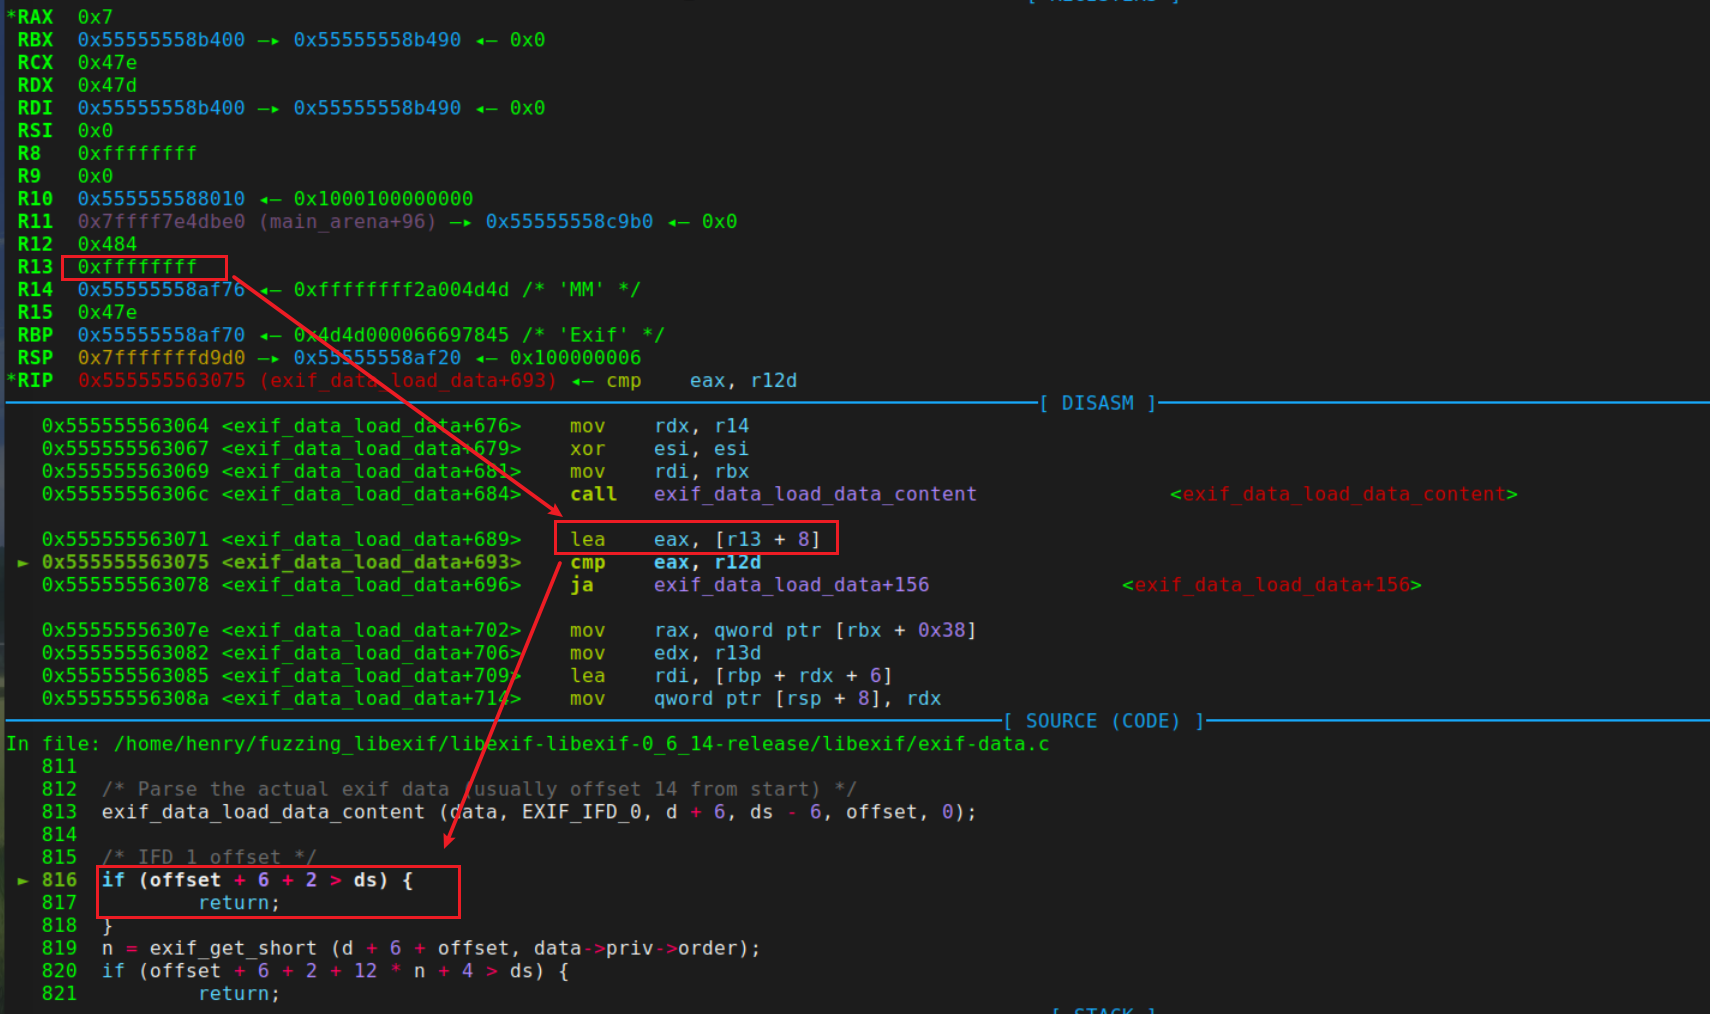 *RAX  0x7
 RBX  0x55555558b400 —▸ 0x55555558b490 ◂— 0x0
 RCX  0x47e
 RDX  0x47d
 RDI  0x55555558b400 —▸ 0x55555558b490 ◂— 0x0
 RSI  0x0
 R8   0xffffffff
 R9   0x0
 R10  0x555555588010 ◂— 0x1000100000000
 R11  0x7ffff7e4dbe0 (main_arena+96) —▸ 0x55555558c9b0 ◂— 0x0
 R12  0x484
 R13  0xffffffff
 R14  0x55555558af76 ◂— 0xffffffff2a004d4d /* 'MM' */
 R15  0x47e
 RBP  0x55555558af70 ◂— 0x4d4d000066697845 /* 'Exif' */
 RSP  0x7fffffffd9d0 —▸ 0x55555558af20 ◂— 0x100000006
*RIP  0x555555563075 (exif_data_load_data+693) ◂— cmp    eax, r12d
[ DISASM ]
   0x555555563064 <exif_data_load_data+676>    mov    rdx, r14
   0x555555563067 <exif_data_load_data+679>    xor    esi, esi
   0x555555563069 <exif_data_load_data+681>    mov    rdi, rbx
   0x55555556306c <exif_data_load_data+684>    call   exif_data_load_data_content                <exif_data_load_data_content>
   0x555555563071 <exif_data_load_data+689>    lea    eax, [r13 + 8]
 ► 0x555555563075 <exif_data_load_data+693>    cmp    eax, r12d
   0x555555563078 <exif_data_load_data+696>    ja     exif_data_load_data+156                <exif_data_load_data+156>
   0x55555556307e <exif_data_load_data+702>    mov    rax, qword ptr [rbx + 0x38]
   0x555555563082 <exif_data_load_data+706>    mov    edx, r13d
   0x555555563085 <exif_data_load_data+709>    lea    rdi, [rbp + rdx + 6]
   0x55555556308a <exif_data_load_data+714>    mov    qword ptr [rsp + 8], rdx
[ SOURCE (CODE) ]
In file: /home/henry/fuzzing_libexif/libexif-libexif-0_6_14-release/libexif/exif-data.c
   811
   812  /* Parse the actual exif data (usually offset 14 from start) */
   813  exif_data_load_data_content (data, EXIF_IFD_0, d + 6, ds - 6, offset, 0);
   814
   815  /* IFD 1 offset */
 ► 816  if (offset + 6 + 2 > ds) {
   817          return;
   818  }
   819  n = exif_get_short (d + 6 + offset, data->priv->order);
   820  if (offset + 6 + 2 + 12 * n + 4 > ds) {
   821          return;